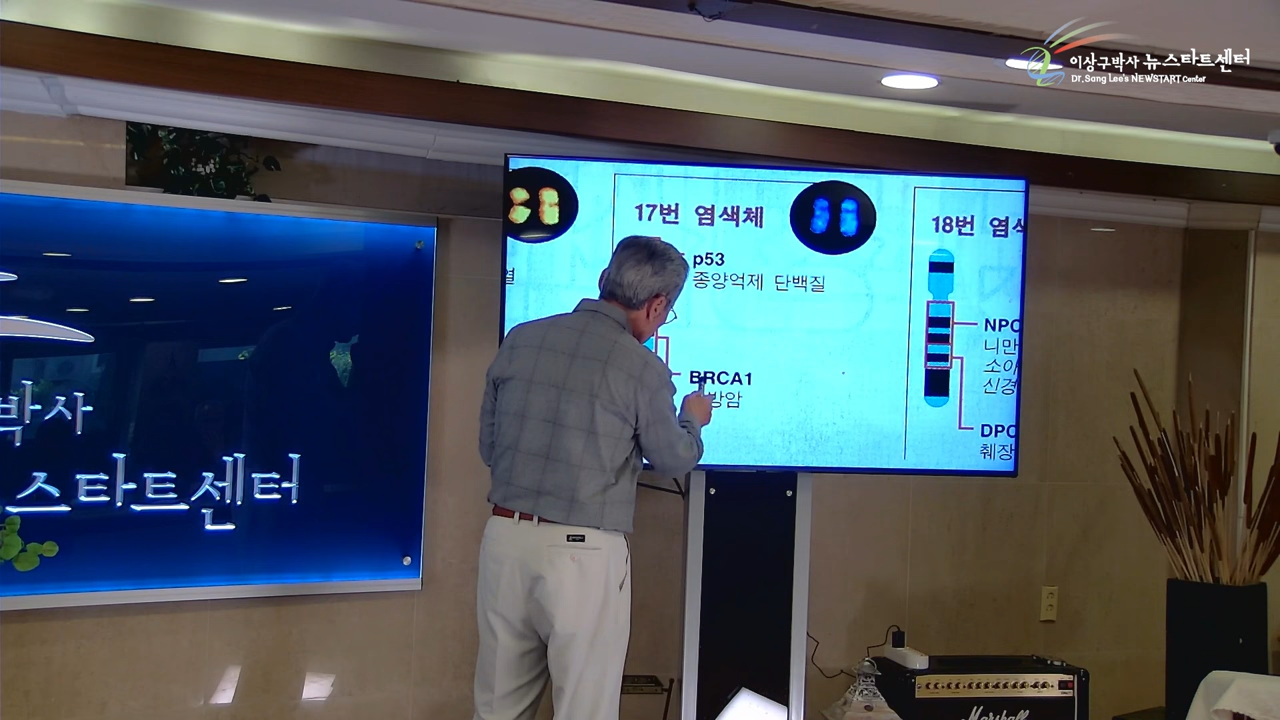 이상구박사 뉴스타트센터
Dr. Sang Lee's NEWSTART Center
17번 염색체
p53
종양억제 단백질
BRCA1
방암
18번 염색
NPC
니만
소아
신경
DPC
췌장
박사
스타트센터
Marshall